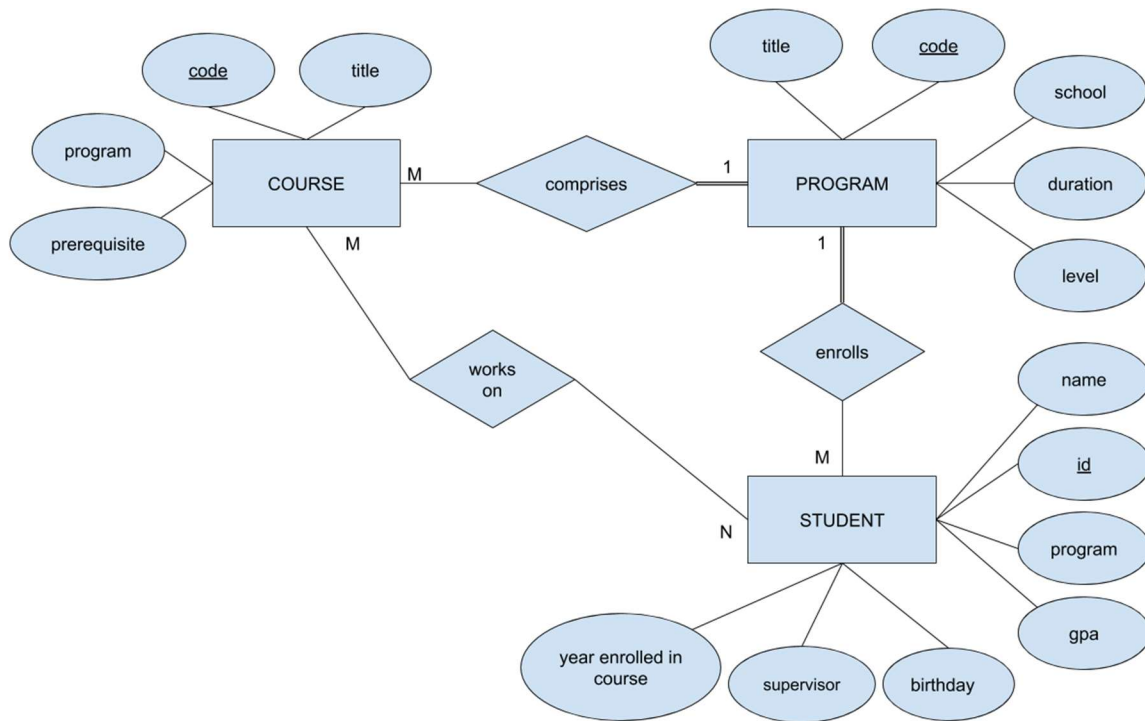 code
title
title
code
school
program
COURSE
M
comprises
1
PROGRAM
duration
prerequisite
M
1
level
works
on
enrolls
name
M
id
N
STUDENT
program
year enrolled in
course
supervisor
birthday
gpa